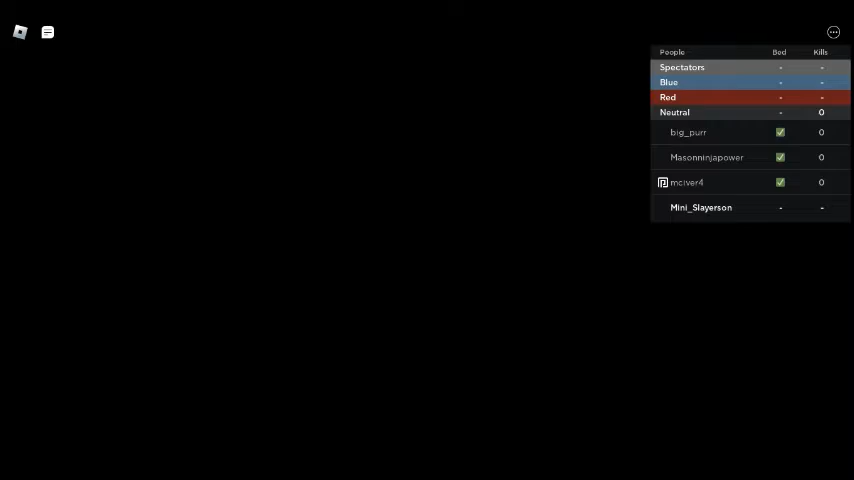 People Bed Kills
Spectators - -
Blue - -
Red - -
Neutral - 0
big_purr ✅ 0
Masonninjapower ✅ 0
mciver4 ✅ 0
Mini_Slayerson - -